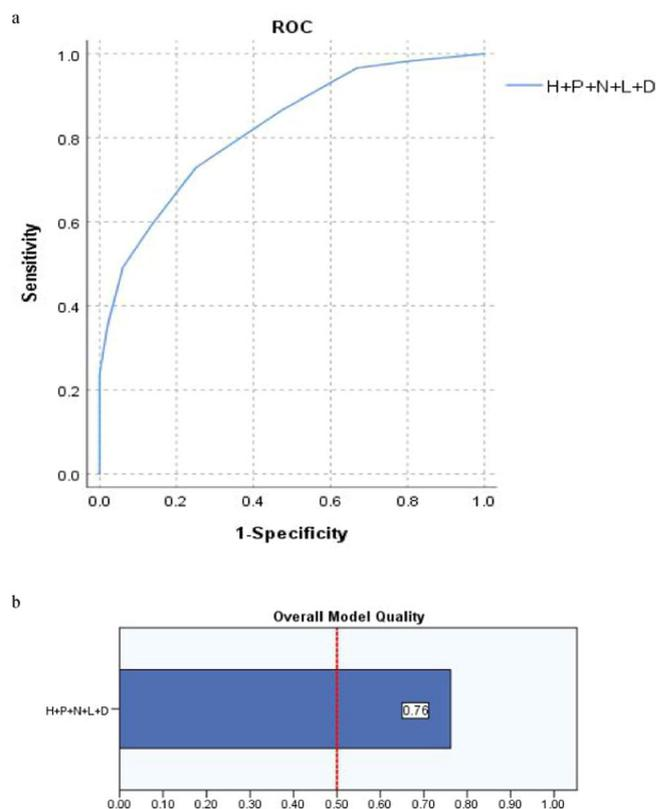 a
ROC
1.0
H+P+N+L+D
0.8
0.6
Sensitivity
0.4
0.2
0.0
0.0 0.2 0.4 0.6 0.8 1.0
1-Specificity
b
Overall Model Quality
H+P+N+L+D
0.76
0.00 0.10 0.20 0.30 0.40 0.50 0.60 0.70 0.80 0.90 1.00